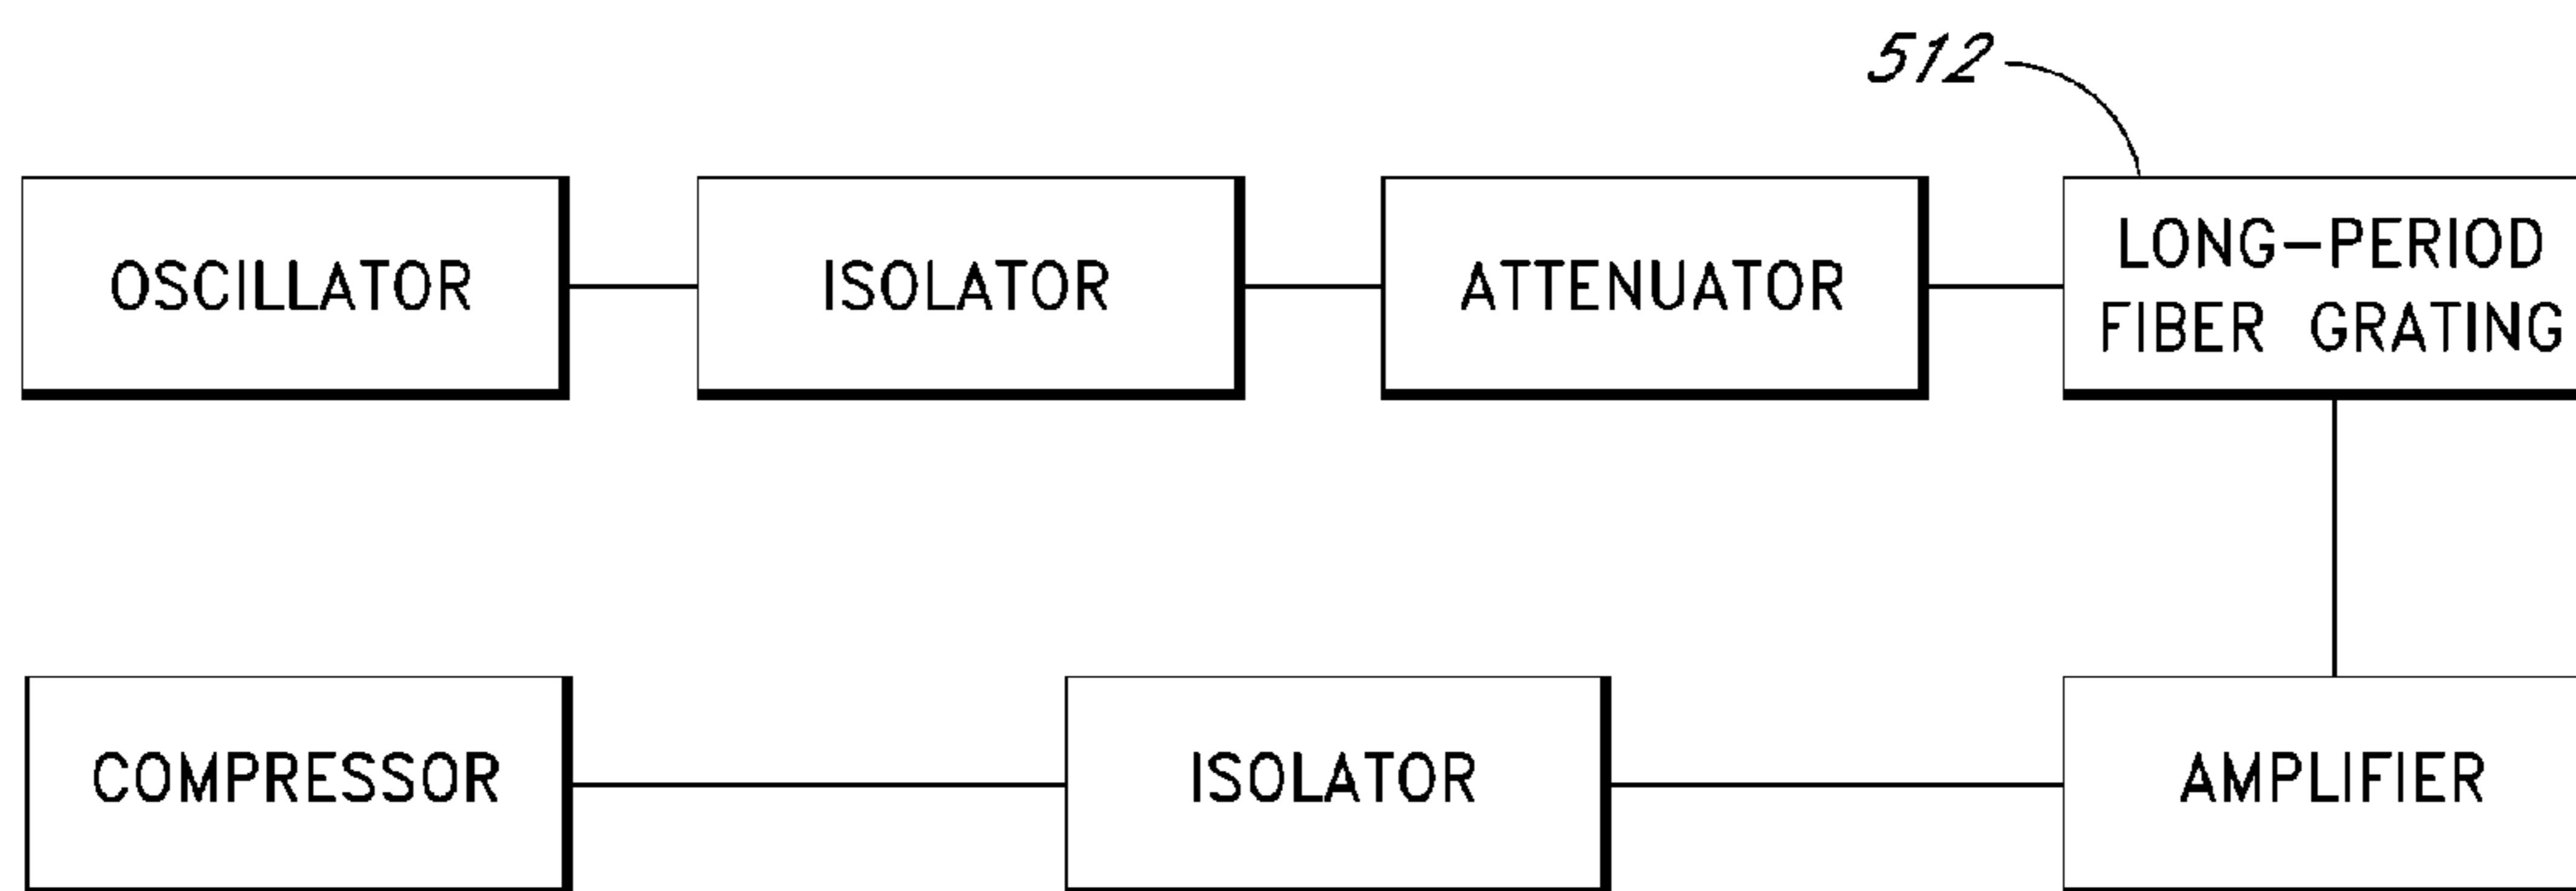 512
OSCILLATOR
ISOLATOR
ATTENUATOR
LONG-PERIOD
FIBER GRATING
COMPRESSOR
ISOLATOR
AMPLIFIER